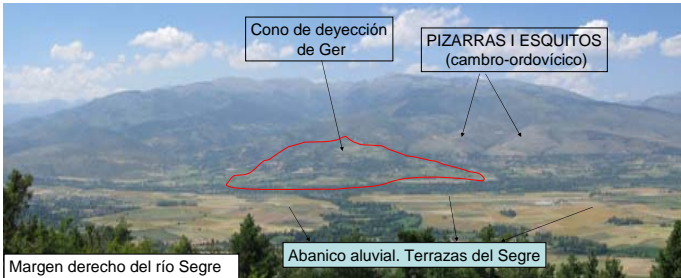 Cono de deyección
de Ger
PIZARRAS I ESQUITOS
(cambro-ordovícico)
Abanico aluvial. Terrazas del Segre
Margen derecho del río Segre